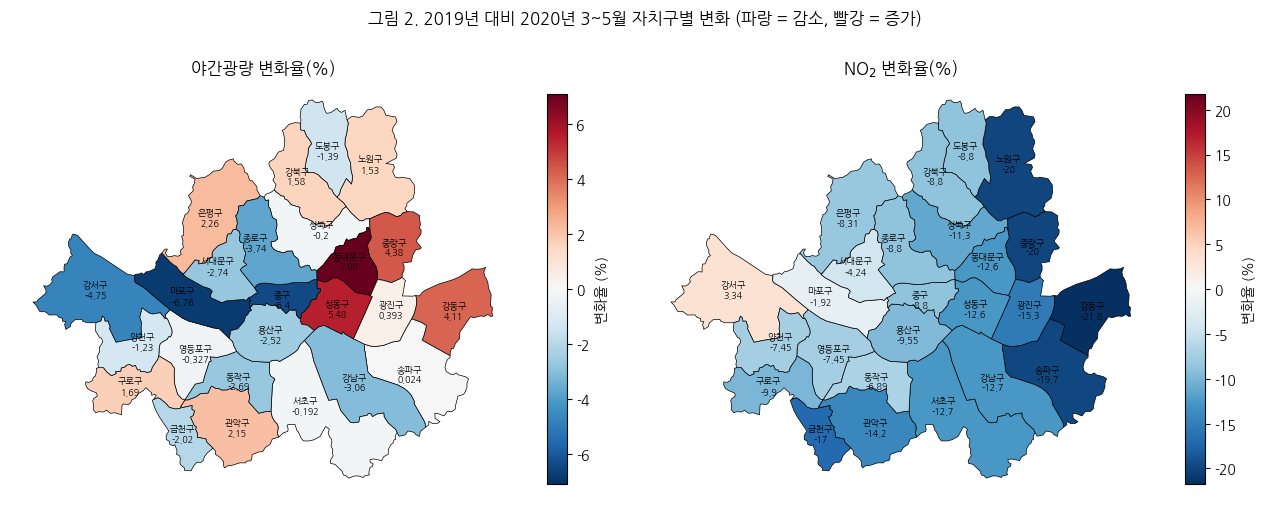 그림 2. 2019년 대비 2020년 3~5월 자치구별 변화 (파랑 = 감소, 빨강 = 증가)
야간광량 변화율(%)
도봉구
-1.39
노원구
1.53
강북구
1.58
은평구
2.26
성북구
-0.2
종로구
-3.74
중랑구
4.38
동대문구
7.08
서대문구
-2.74
강서구
-4.75
마포구
-6.76
중구
-6.4
성동구
5.48
광진구
0.393
강동구
4.11
양천구
-1.23
용산구
-2.52
영등포구
-0.327
구로구
1.69
동작구
-2.69
강남구
-3.06
송파구
0.024
서초구
-0.192
금천구
-2.02
관악구
2.15
6
4
2
0
-2
-4
-6
변화율 (%)
NO₂ 변화율(%)
도봉구
-8.8
노원구
-20
강북구
-8.8
은평구
-8.31
성북구
-11.3
종로구
-8.8
중랑구
-20
동대문구
-12.6
서대문구
-4.24
강서구
3.34
마포구
-1.92
중구
-8.8
성동구
-12.6
광진구
-15.3
강동구
-21.8
양천구
-7.45
용산구
-9.55
영등포구
-7.45
구로구
-9.9
동작구
-6.89
강남구
-12.7
송파구
-19.7
서초구
-12.7
금천구
-17
관악구
-14.2
20
15
10
5
0
-5
-10
-15
-20
변화율 (%)